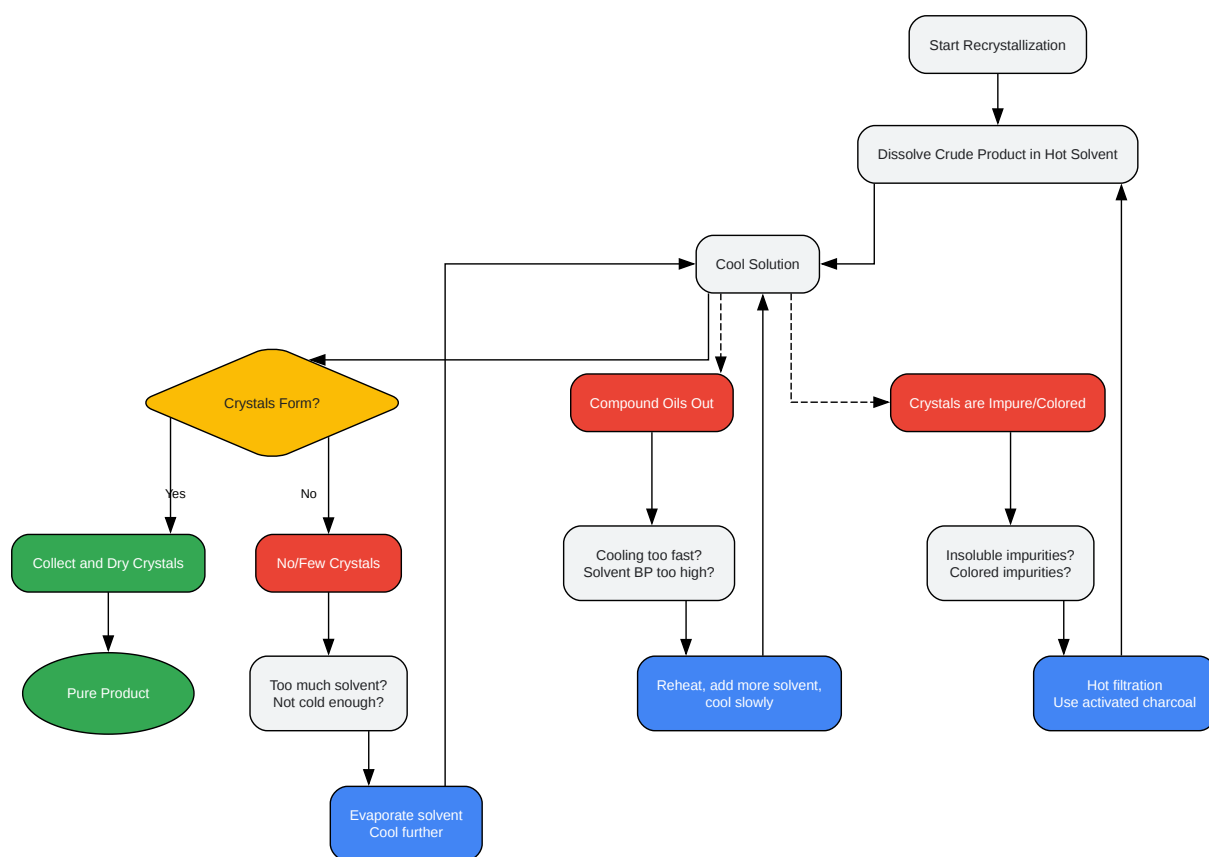 Start Recrystallization
Dissolve Crude Product in Hot Solvent
Cool Solution
Crystals Form?
Compound Oils Out
Crystals are Impure/Colored
Yes
No
Collect and Dry Crystals
No/Few Crystals
Cooling too fast?
Solvent BP too high?
Insoluble impurities?
Colored impurities?
Pure Product
Too much solvent?
Not cold enough?
Reheat, add more solvent,
cool slowly
Hot filtration
Use activated charcoal
Evaporate solvent
Cool further